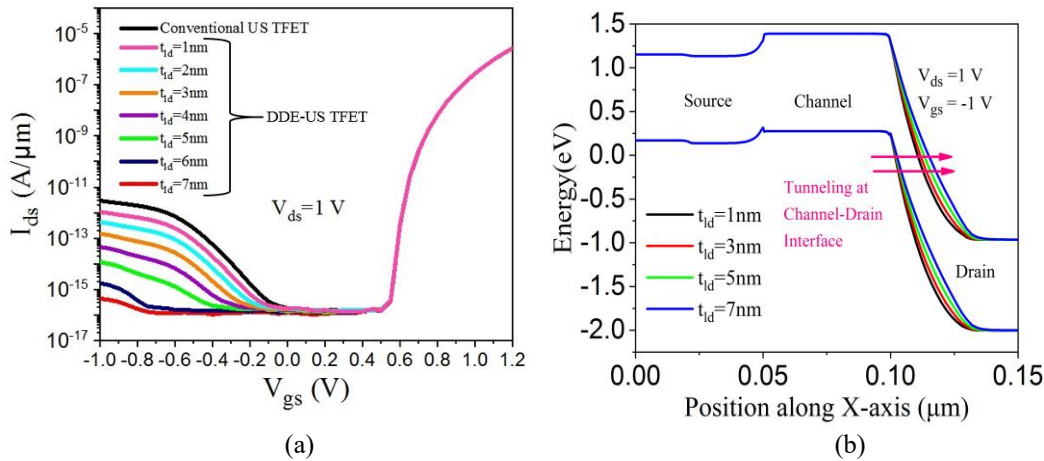 Conventional US TFET
t_ld=1nm
t_ld=2nm
t_ld=3nm
t_ld=4nm
t_ld=5nm
t_ld=6nm
t_ld=7nm
DDE-US TFET
V_ds=1 V
I_ds (A/μm)
10^-5
10^-7
10^-9
10^-11
10^-13
10^-15
10^-17
-1.0 -0.8 -0.6 -0.4 -0.2 0.0 0.2 0.4 0.6 0.8 1.0 1.2
V_gs (V)
(a)
Energy(eV)
1.5
1.0
0.5
0.0
-0.5
-1.0
-1.5
-2.0
Source
Channel
V_ds=1 V
V_gs = -1 V
Tunneling at
Channel-Drain
Interface
Drain
t_ld=1nm
t_ld=3nm
t_ld=5nm
t_ld=7nm
0.00 0.05 0.10 0.15
Position along X-axis (μm)
(b)